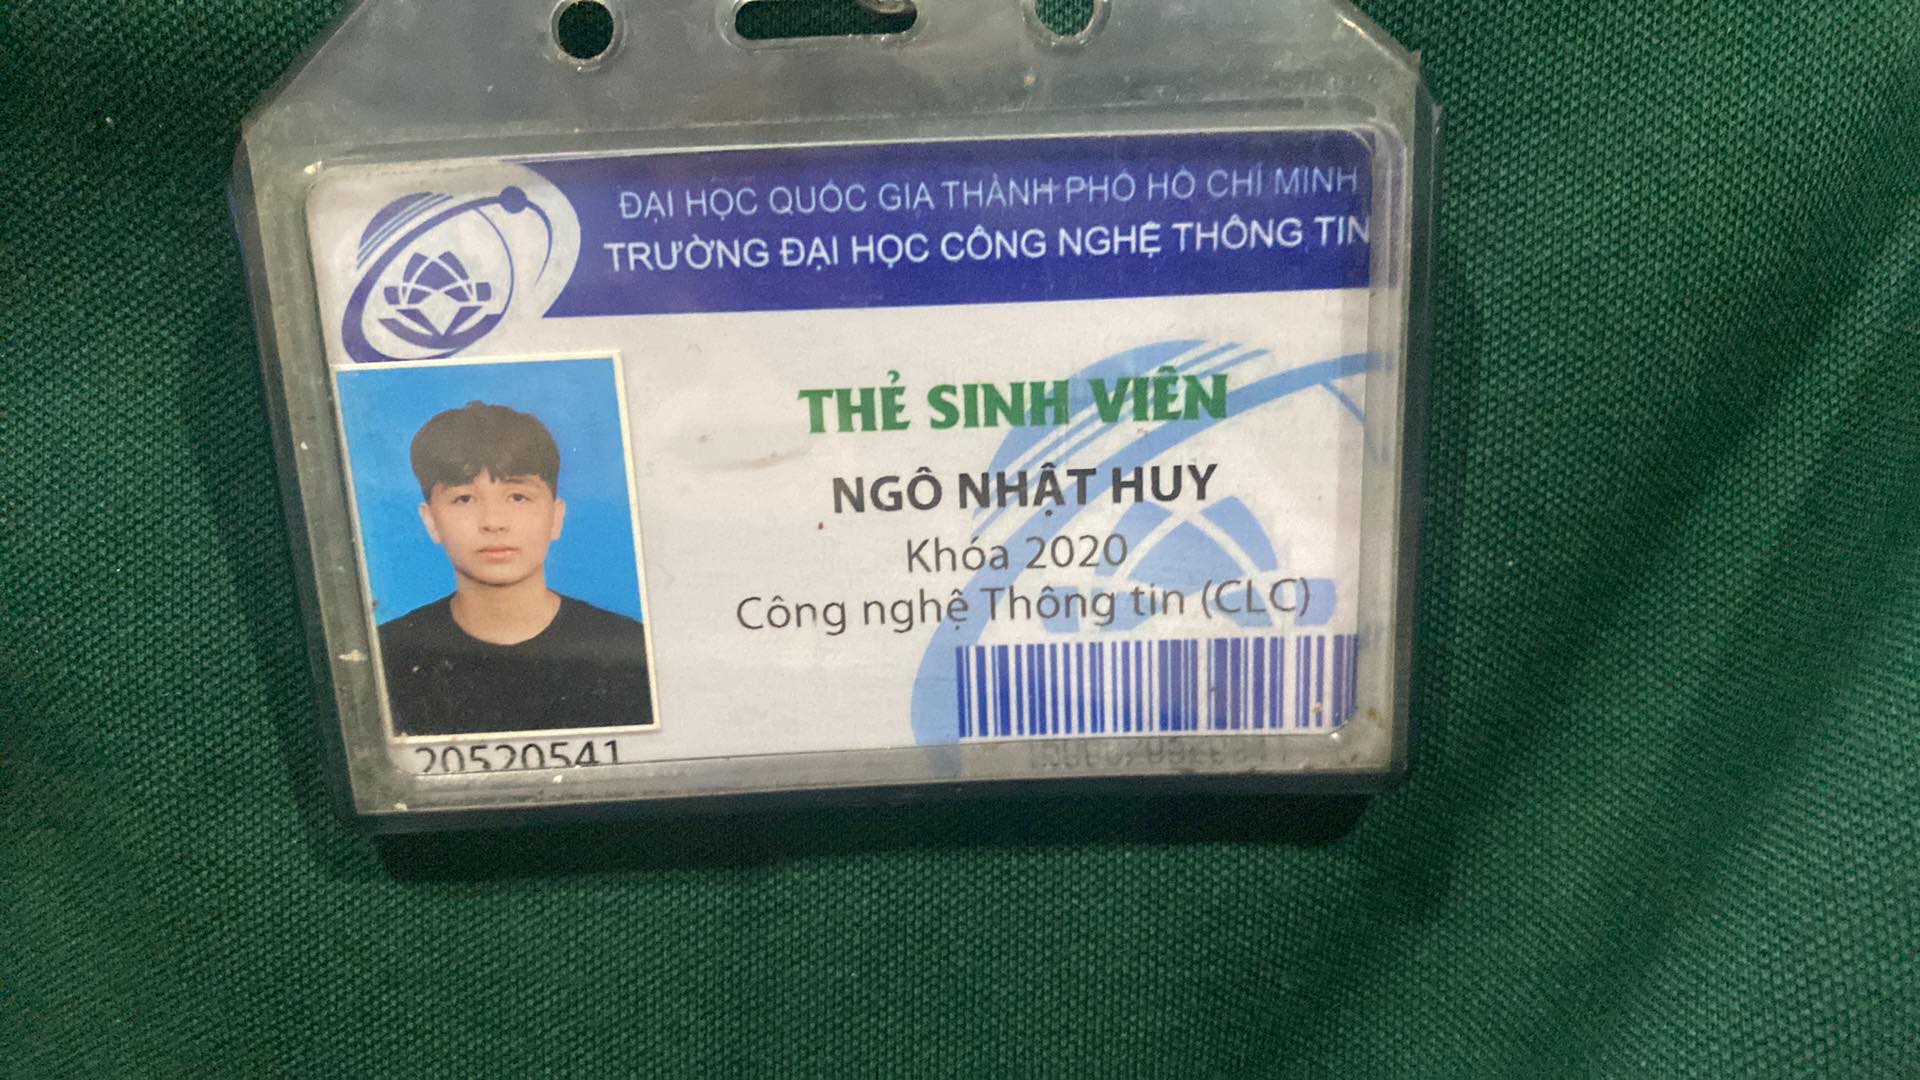 ĐẠI HỌC QUỐC GIA THÀNH PHỐ HỒ CHÍ MINH
TRƯỜNG ĐẠI HỌC CÔNG NGHỆ THÔNG TIN
THẺ SINH VIÊN
NGÔ NHẬT HUY
Khóa 2020
Công nghệ Thông tin (CLC)
20520541